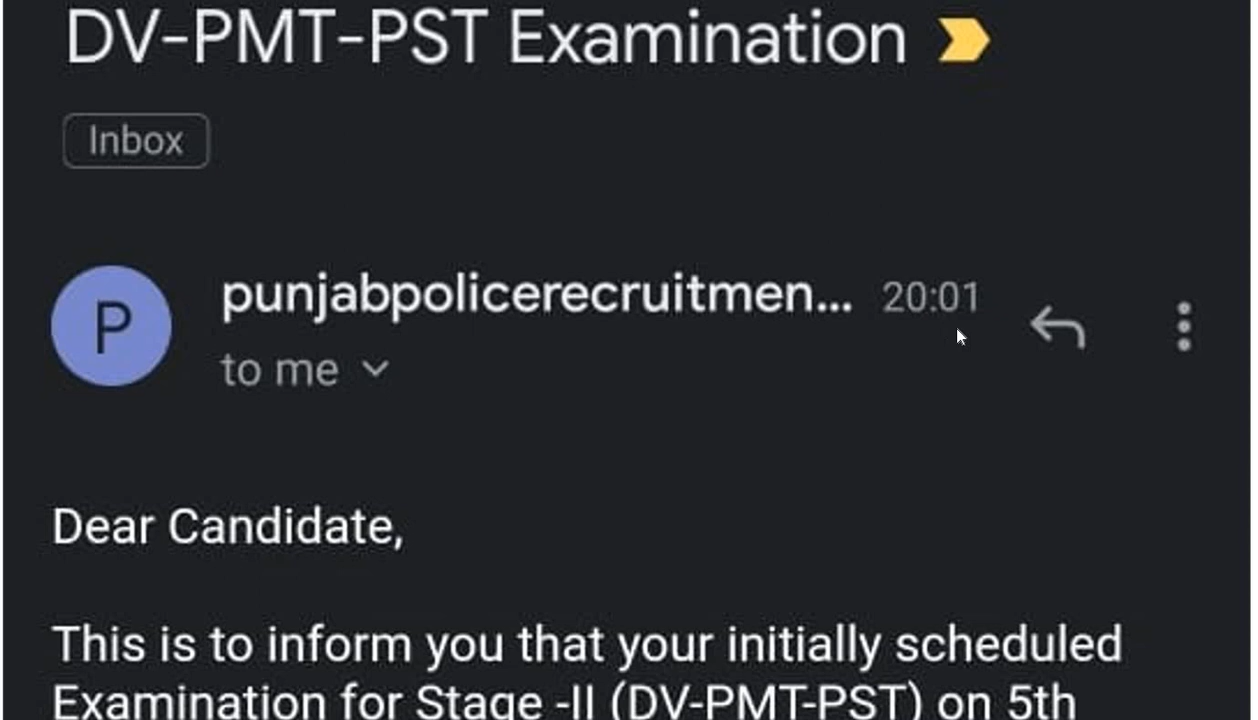 DV-PMT-PST Examination
Inbox
P
punjabpolicerecruitmen... 20:01
to me
Dear Candidate,
This is to inform you that your initially scheduled
Examination for Stage -II (DV-PMT-PST) on 5th